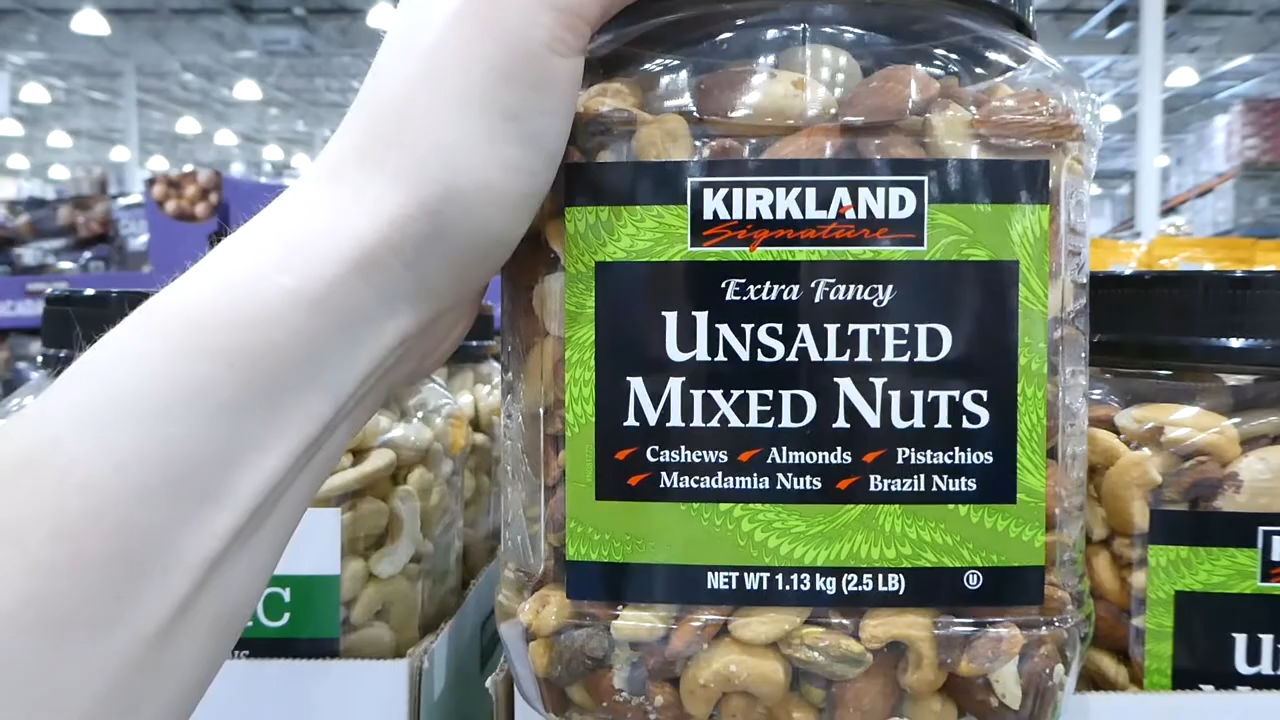 KIRKLAND
Signature
Extra Fancy
UNSALTED
MIXED NUTS
Cashews Almonds Pistachios
Macadamia Nuts Brazil Nuts
NET WT 1.13 kg (2.5 LB)
U
IC